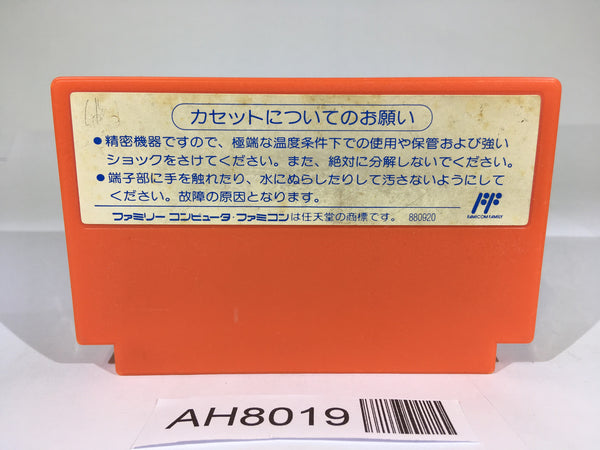 カセットについてのお願い
●精密機器ですので、極端な温度条件下での使用や保管および強い
ショックをさけてください。また、絶対に分解しないでください。
●端子部に手を触れたり、水にぬらしたりして汚さないようにして
ください。故障の原因となります。
ファミリー コンピュータ・ファミコンは任天堂の商標です。 880920
FAMICOM FAMILY
AH8019